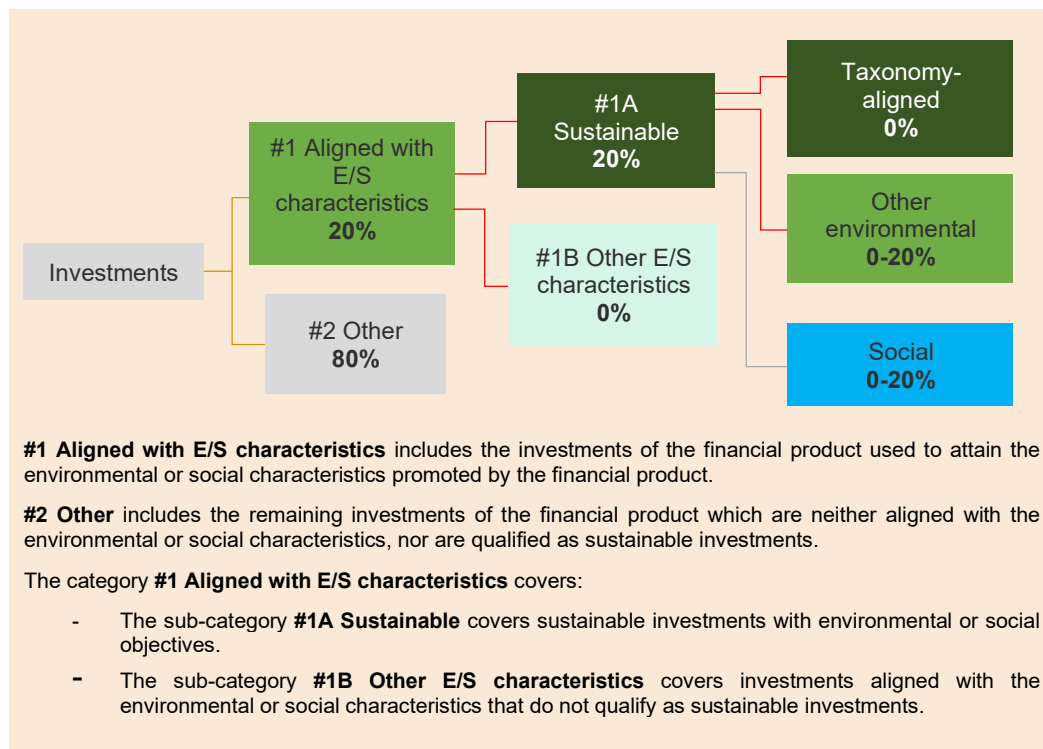 Investments
#1 Aligned with
E/S
characteristics
20%
#2 Other
80%
#1A
Sustainable
20%
#1B Other E/S
characteristics
0%
Taxonomy-
aligned
0%
Other
environmental
0-20%
Social
0-20%
#1 Aligned with E/S characteristics includes the investments of the financial product used to attain the
environmental or social characteristics promoted by the financial product.
#2 Other includes the remaining investments of the financial product which are neither aligned with the
environmental or social characteristics, nor are qualified as sustainable investments.
The category #1 Aligned with E/S characteristics covers:
- The sub-category #1A Sustainable covers sustainable investments with environmental or social
objectives.
- The sub-category #1B Other E/S characteristics covers investments aligned with the
environmental or social characteristics that do not qualify as sustainable investments.